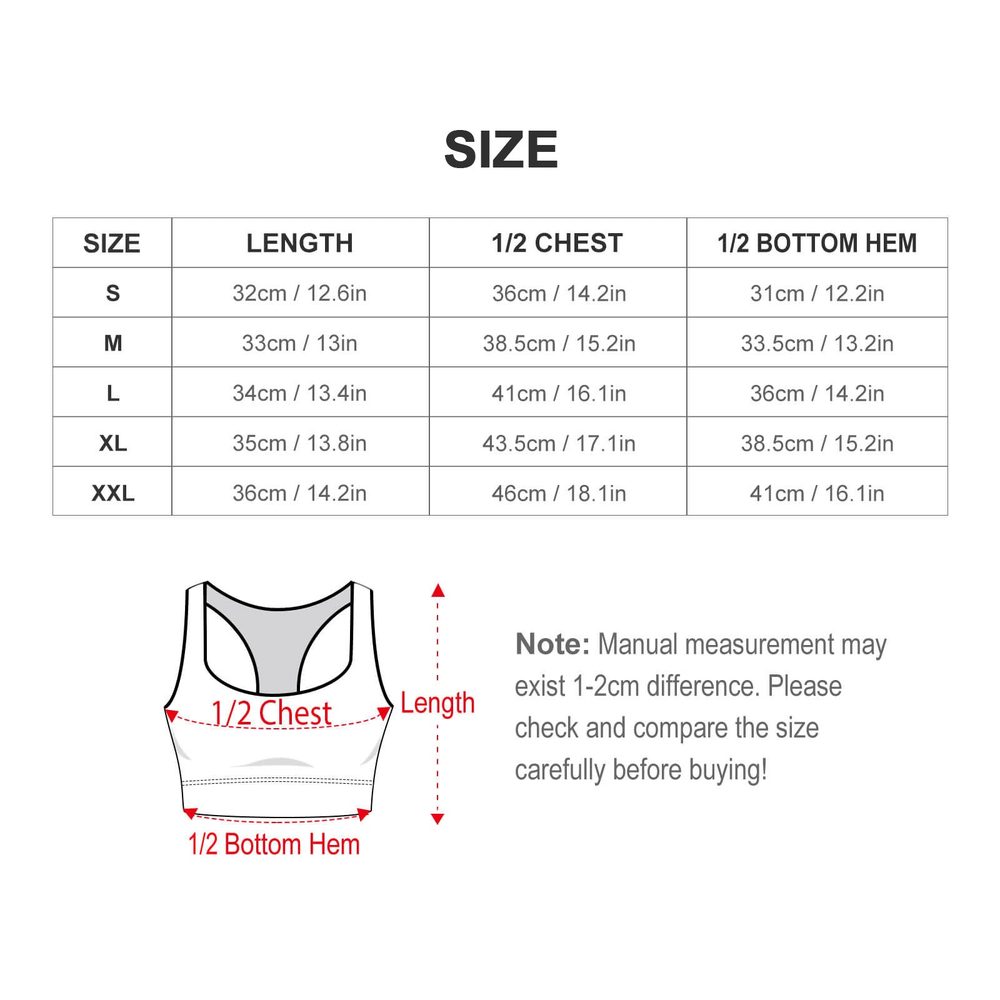 SIZE
SIZE LENGTH 1/2 CHEST 1/2 BOTTOM HEM
S 32cm / 12.6in 36cm / 14.2in 31cm / 12.2in
M 33cm / 13in 38.5cm / 15.2in 33.5cm / 13.2in
L 34cm / 13.4in 41cm / 16.1in 36cm / 14.2in
XL 35cm / 13.8in 43.5cm / 17.1in 38.5cm / 15.2in
XXL 36cm / 14.2in 46cm / 18.1in 41cm / 16.1in
1/2 Chest
Length
1/2 Bottom Hem
Note: Manual measurement may
exist 1-2cm difference. Please
check and compare the size
carefully before buying!